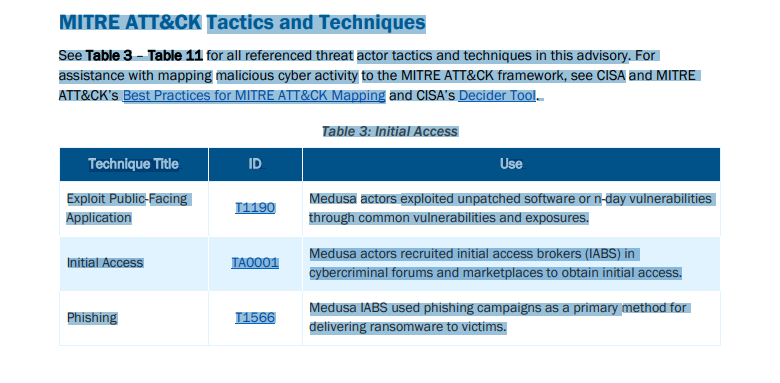 MITRE ATT&CK Tactics and Techniques
See Table 3 – Table 11 for all referenced threat actor tactics and techniques in this advisory. For
assistance with mapping malicious cyber activity to the MITRE ATT&CK framework, see CISA and MITRE
ATT&CK's Best Practices for MITRE ATT&CK Mapping and CISA's Decider Tool.
Table 3: Initial Access
Technique Title ID Use
Exploit Public-Facing
Application
T1190
Medusa actors exploited unpatched software or n-day vulnerabilities
through common vulnerabilities and exposures.
Initial Access
TA0001
Medusa actors recruited initial access brokers (IABS) in
cybercriminal forums and marketplaces to obtain initial access.
Phishing
T1566
Medusa IABS used phishing campaigns as a primary method for
delivering ransomware to victims.